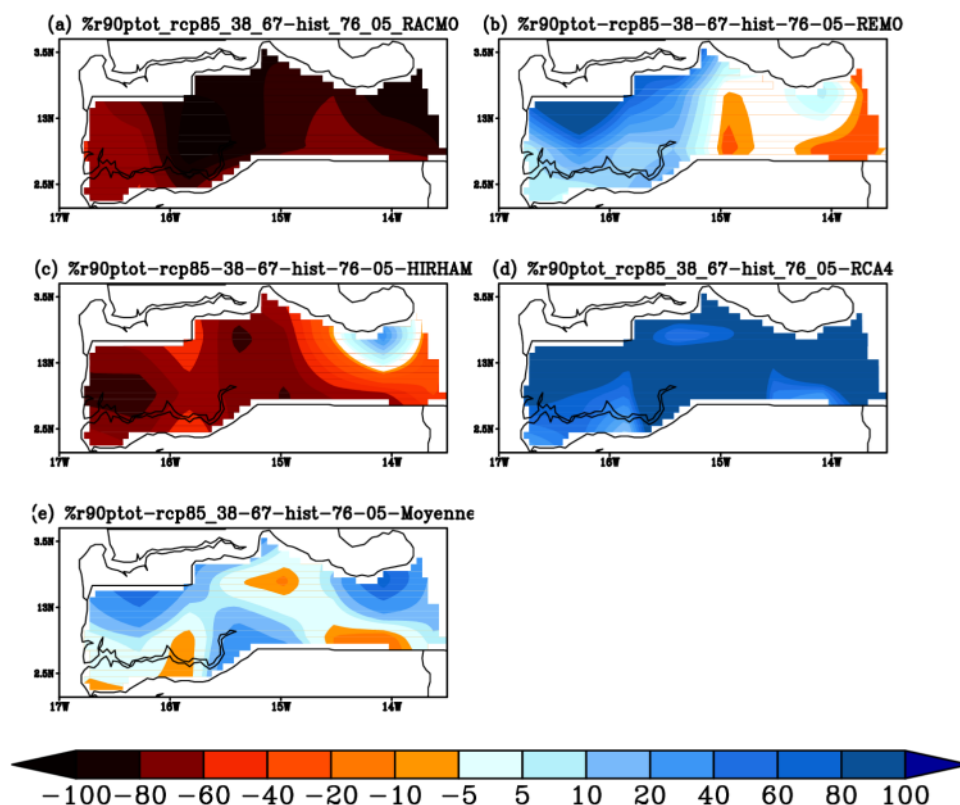 (a) %r90ptot_rcp85_38_67-hist_76_05_RACMO
(b) %r90ptot-rcp85-38-67-hist-76-05-REMO
3.5N
13N
2.5N
17W 16W 15W 14W
3.5N
13N
2.5N
17W 16W 15W 14W
(c) %r90ptot-rcp85-38-67-hist-76-05-HIRHAM
(d) %r90ptot_rcp85_38_67-hist_76_05-RCA4
3.5N
13N
2.5N
17W 16W 15W 14W
3.5N
13N
2.5N
17W 16W 15W 14W
(e) %r90ptot-rcp85_38-67-hist-76-05-Moyenne
3.5N
13N
2.5N
17W 16W 15W 14W
-100 -80 -60 -40 -20 -10 -5 5 10 20 40 60 80 100